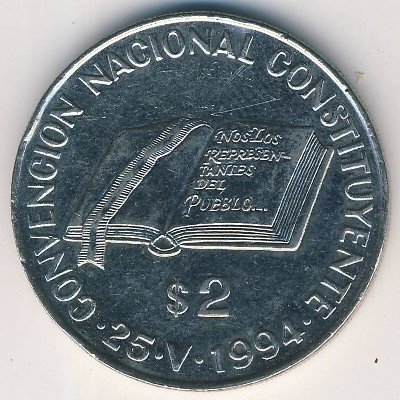 CONVENCION NACIONAL CONSTITUYENTE
NOS LOS
REPRESEN-
TANTES
DEL
PUEBLO...
$2
·25·V·1994·